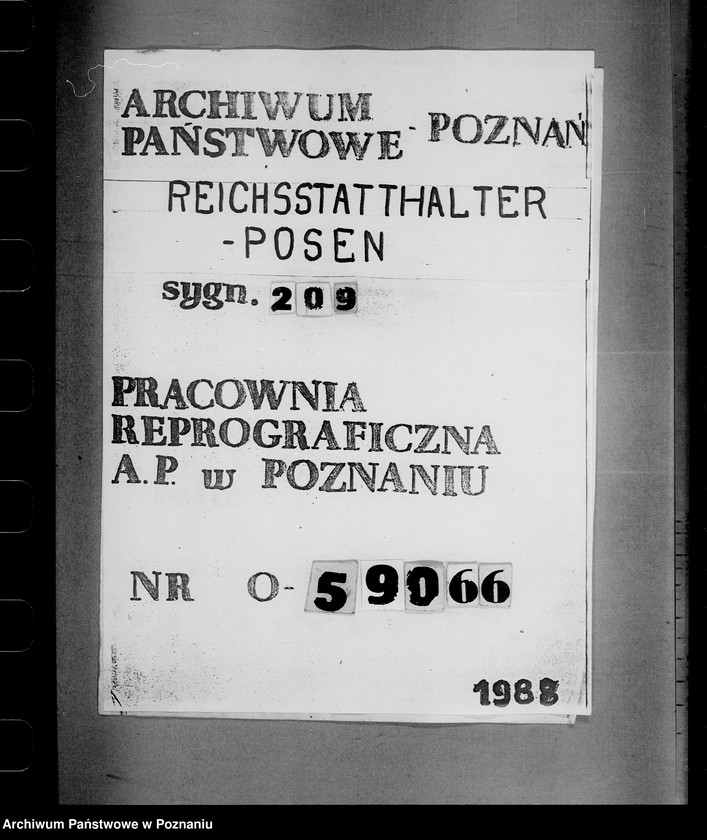 ARCHIWUM
PAŃSTWOWE - POZNAŃ
REICHSSTATTHALTER
-POSEN
sygn. 209
PRACOWNIA
REPROGRAFICZNA
A.P. w POZNANIU
NR O-59066
1988
Archiwum Państwowe w Poznaniu